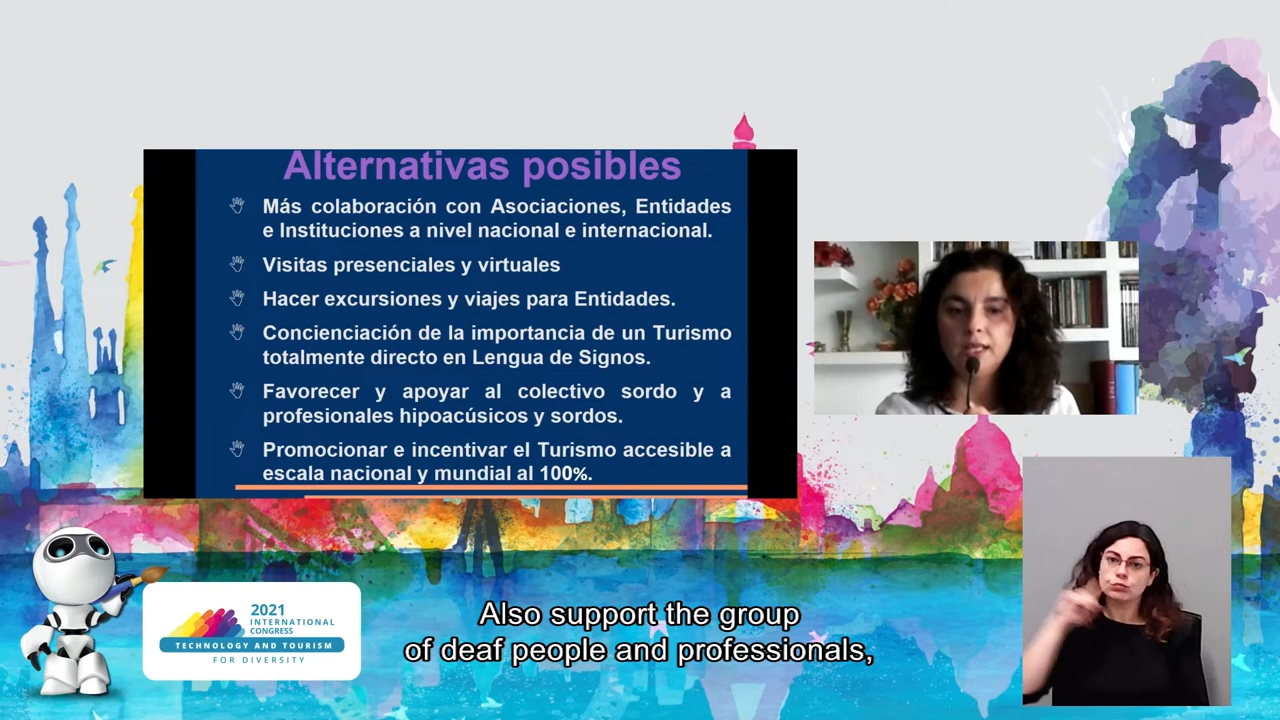 Alternativas posibles
Más colaboración con Asociaciones, Entidades
e Instituciones a nivel nacional e internacional.
Visitas presenciales y virtuales
Hacer excursiones y viajes para Entidades.
Concienciación de la importancia de un Turismo
totalmente directo en Lengua de Signos.
Favorecer y apoyar al colectivo sordo y a
profesionales hipoacúsicos y sordos.
Promocionar e incentivar el Turismo accesible a
escala nacional y mundial al 100%.
2021
INTERNATIONAL
CONGRESS
TECHNOLOGY AND TOURISM
FOR DIVERSITY
Also support the group
of deaf people and professionals,